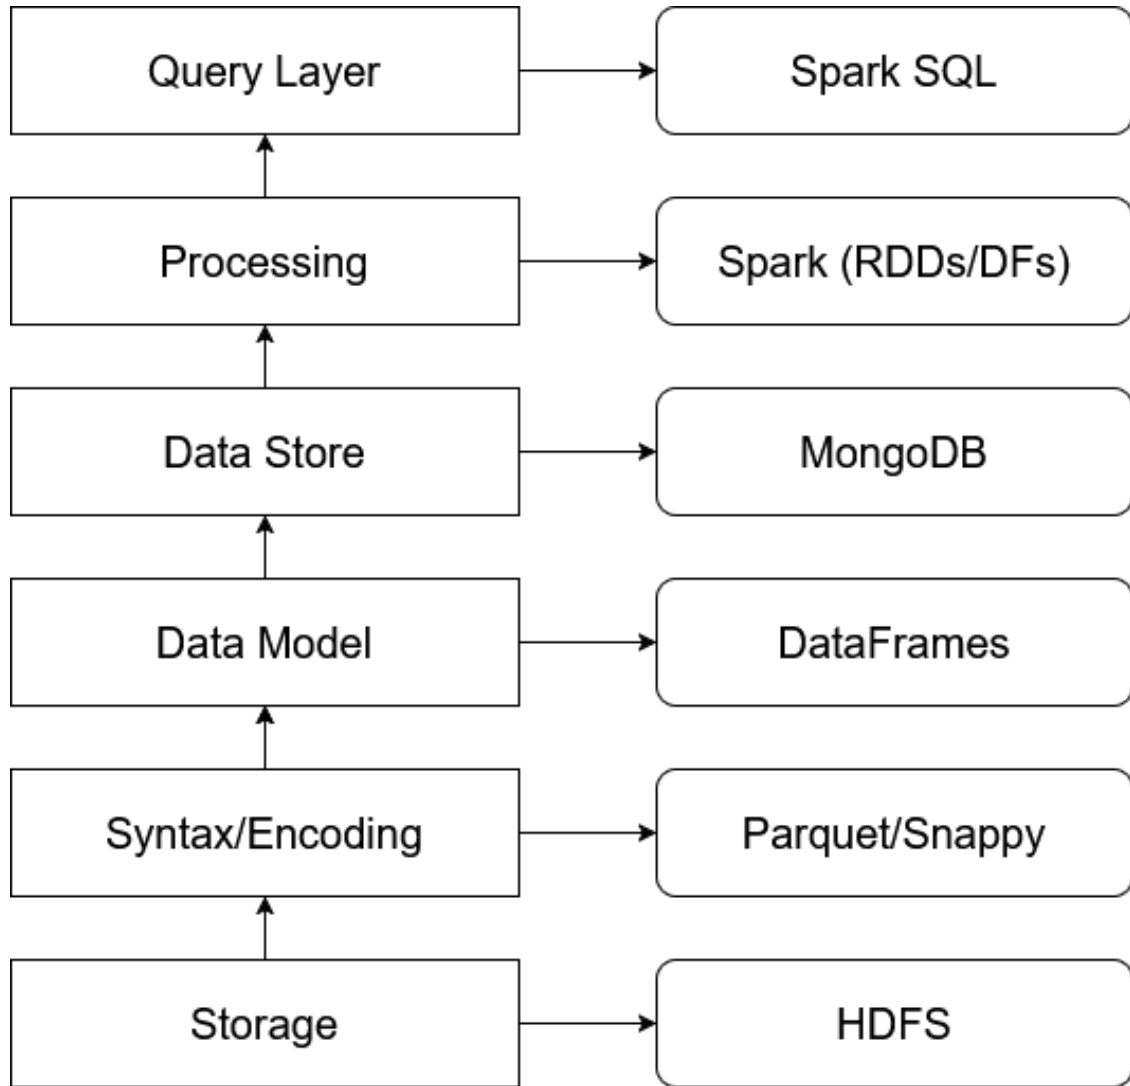 Query Layer
Spark SQL
Processing
Spark (RDDs/DFs)
Data Store
MongoDB
Data Model
DataFrames
Syntax/Encoding
Parquet/Snappy
Storage
HDFS